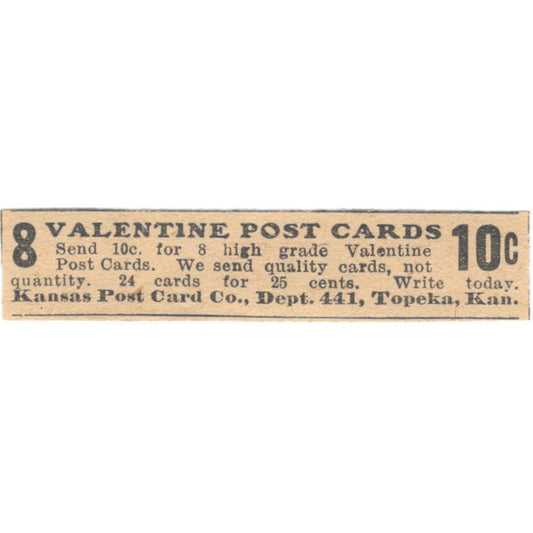 8 VALENTINE POST CARDS 10c
Send 10c. for 8 high grade Valentine
Post Cards. We send quality cards, not
quantity. 24 cards for 25 cents. Write today.
Kansas Post Card Co., Dept. 441, Topeka, Kan.